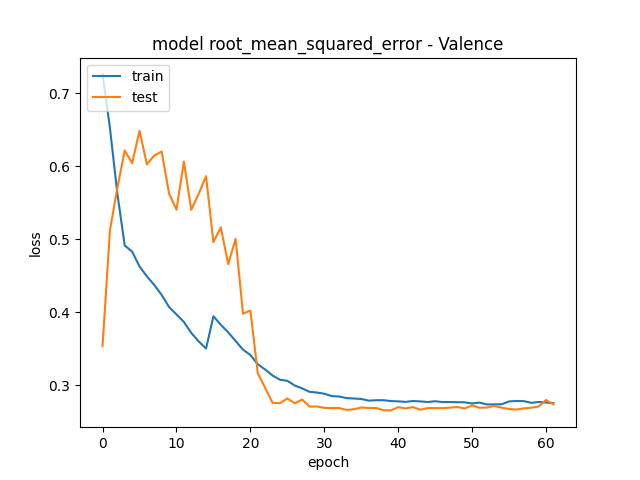 model root_mean_squared_error - Valence
train
test
0.7
0.6
0.5
0.4
0.3
loss
0 10 20 30 40 50 60
epoch